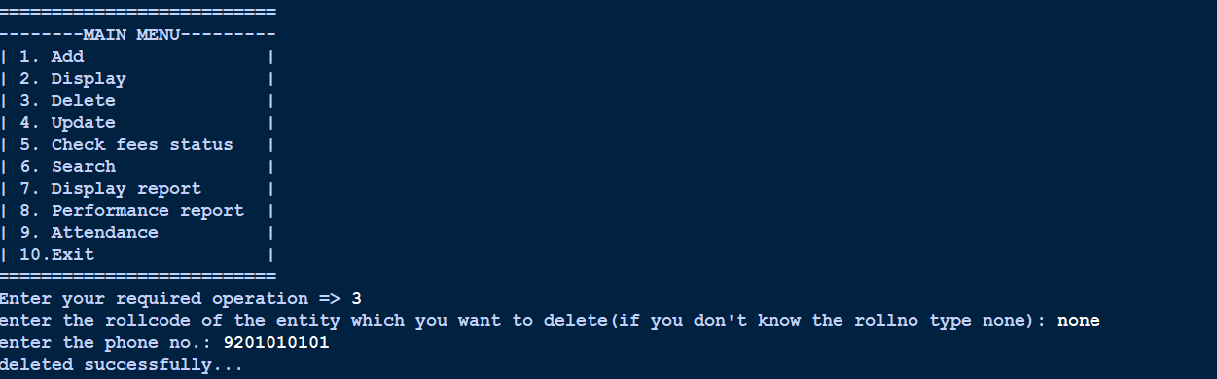 ==========================
--------MAIN MENU---------
| 1. Add                 |
| 2. Display             |
| 3. Delete              |
| 4. Update              |
| 5. Check fees status   |
| 6. Search              |
| 7. Display report      |
| 8. Performance report  |
| 9. Attendance          |
| 10.Exit                |
==========================
Enter your required operation => 3
enter the rollcode of the entity which you want to delete(if you don't know the rollno type none): none
enter the phone no.: 9201010101
deleted successfully...